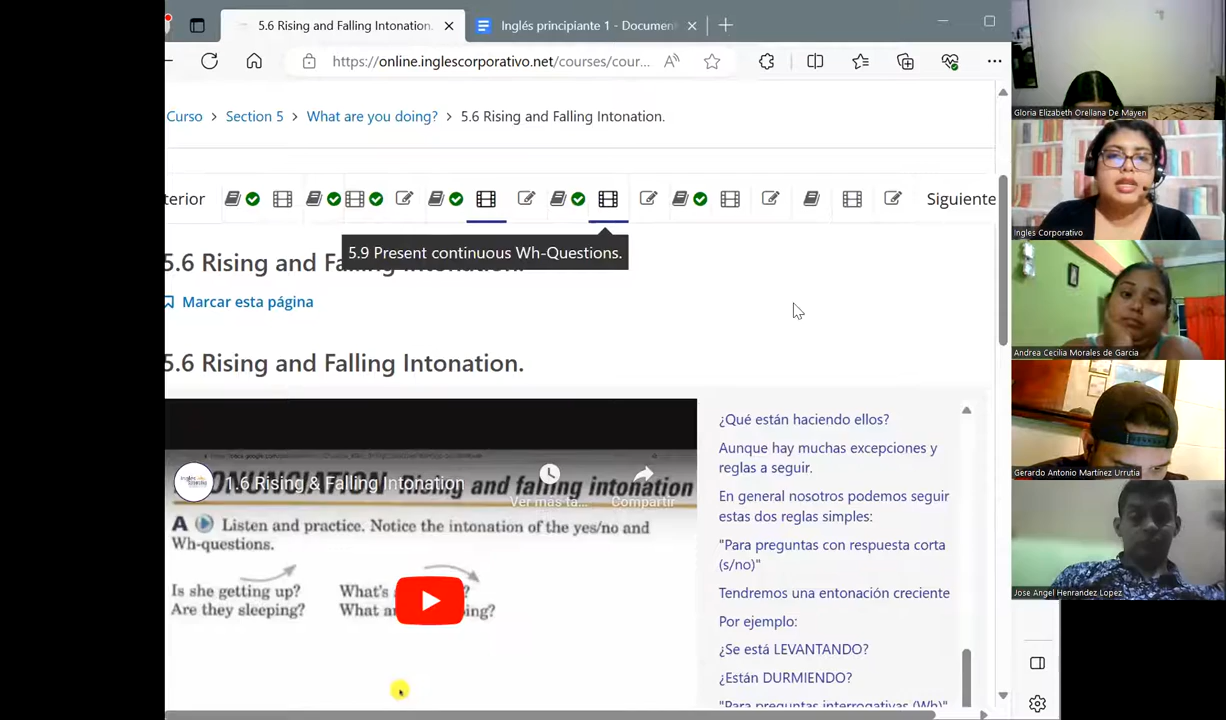 5.6 Rising and Falling Intonation.
Inglés principiante 1 - Documen
https://online.inglescorporativo.net/courses/cour...
Curso > Section 5 > What are you doing? > 5.6 Rising and Falling Intonation.
terior
Siguiente
5.9 Present continuous Wh-Questions.
5.6 Rising and Fa
Marcar esta página
5.6 Rising and Falling Intonation.
1.6 Rising & Falling Intonation
rising and falling intonation
Ver más ta...
Compartir
A Listen and practice. Notice the intonation of the yes/no and
Wh-questions.
Is she getting up? What's
Are they sleeping? What ar ing?
¿Qué están haciendo ellos?
Aunque hay muchas excepciones y
reglas a seguir.
En general nosotros podemos seguir
estas dos reglas simples:
"Para preguntas con respuesta corta
(s/no)"
Tendremos una entonación creciente
Por ejemplo:
¿Se está LEVANTANDO?
¿Están DURMIENDO?
"Para preguntas interrogativas (Wh)"
Gloria Elizabeth Orellana De Mayen
Ingles Corporativo
Andrea Cecilia Morales de Garcia
Gerardo Antonio Martínez Urrutia
Jose Angel Henrandez Lopez